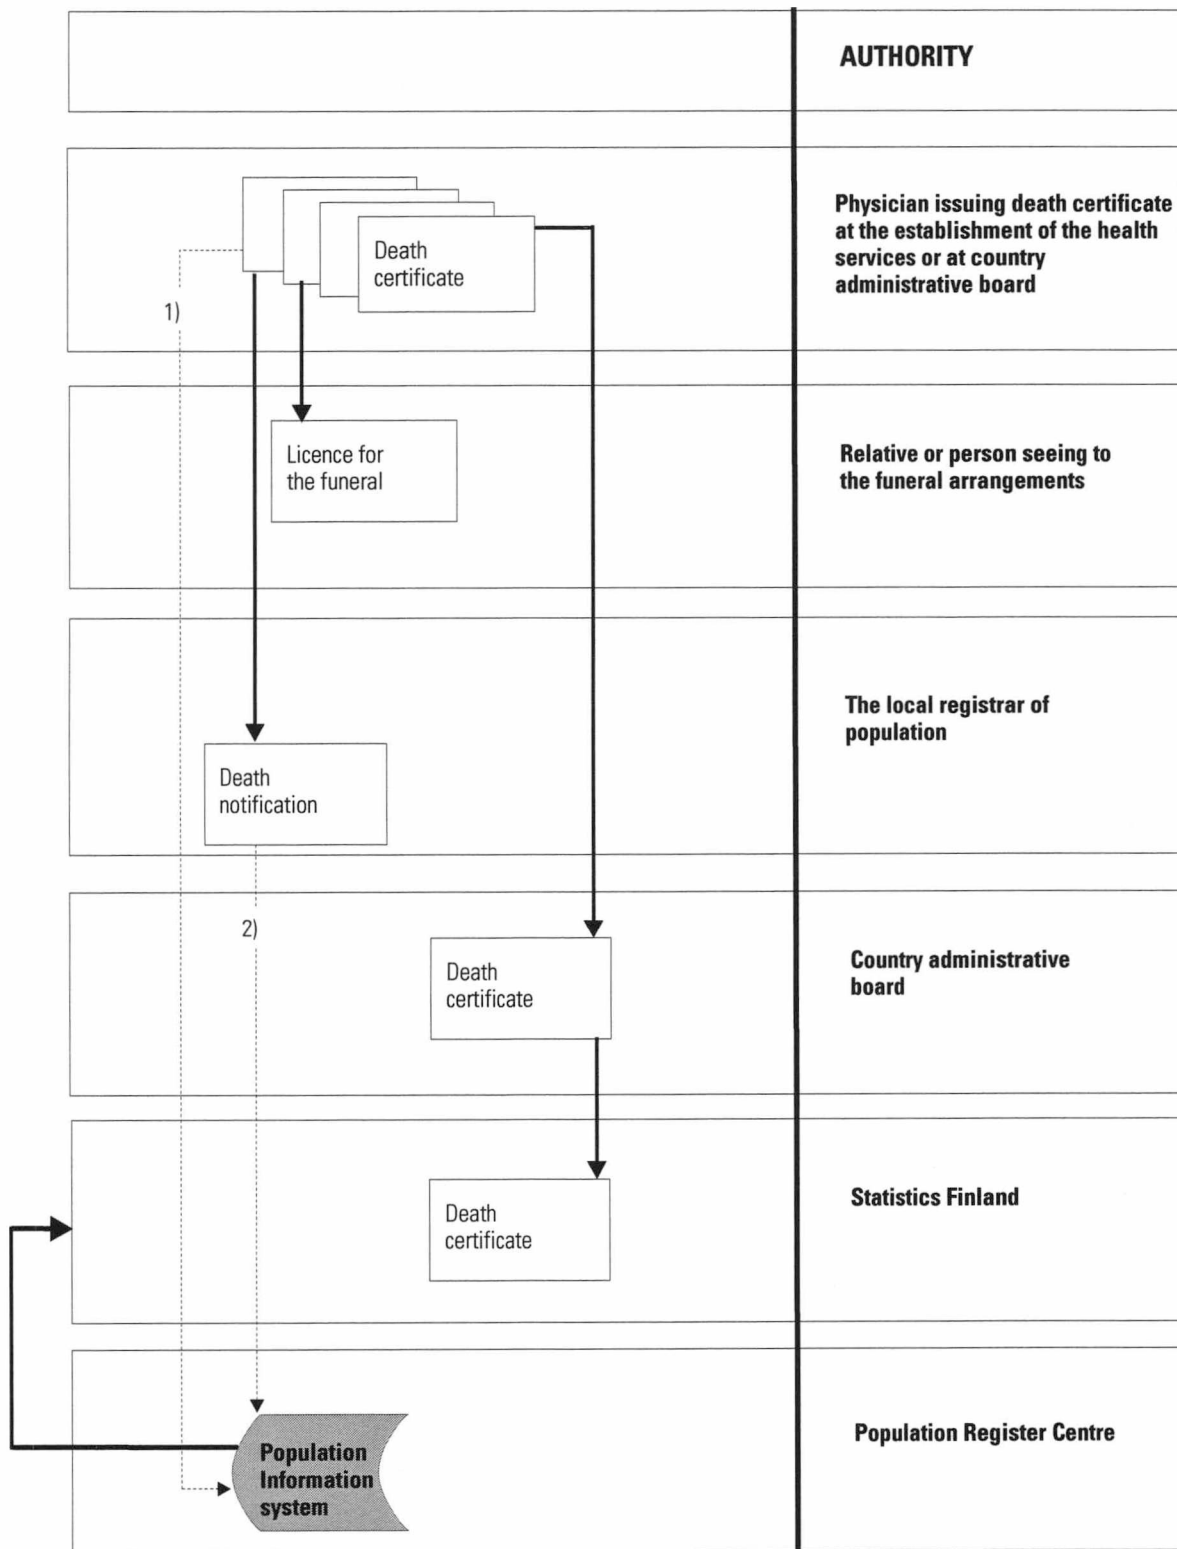 AUTHORITY
Death
certificate
Physician issuing death certificate
at the establishment of the health
services or at country
administrative board
1)
Licence for
the funeral
Relative or person seeing to
the funeral arrangements
The local registrar of
population
Death
notification
2)
Death
certificate
Country administrative
board
Death
certificate
Statistics Finland
Population
Information
system
Population Register Centre